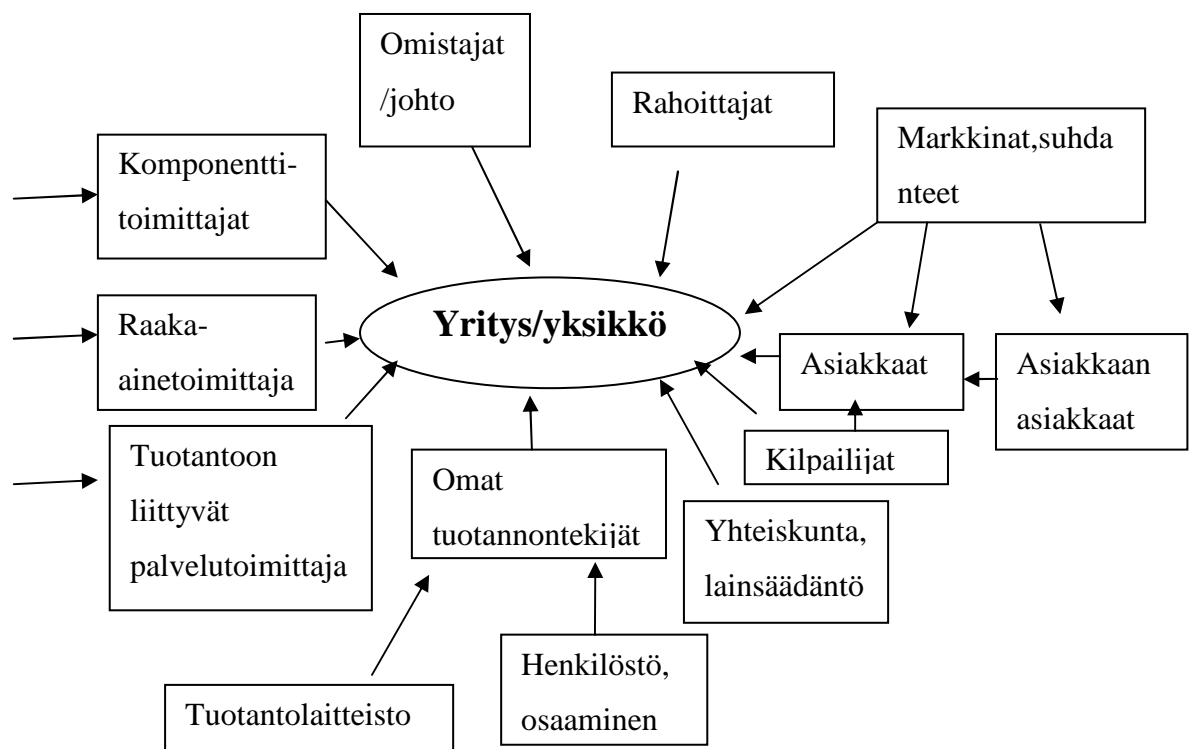 Omistajat
/johto
Rahoittajat
Markkinat,suhda
nteet
Komponentti-
toimittajat
Yritys/yksikkö
Raaka-
ainetoimittaja
Asiakkaat
Asiakkaan
asiakkaat
Tuotantoon
liittyvät
palvelutoimittaja
Omat
tuotannontekijät
Kilpailijat
Yhteiskunta,
lainsäädäntö
Henkilöstö,
osaaminen
Tuotantolaitteisto